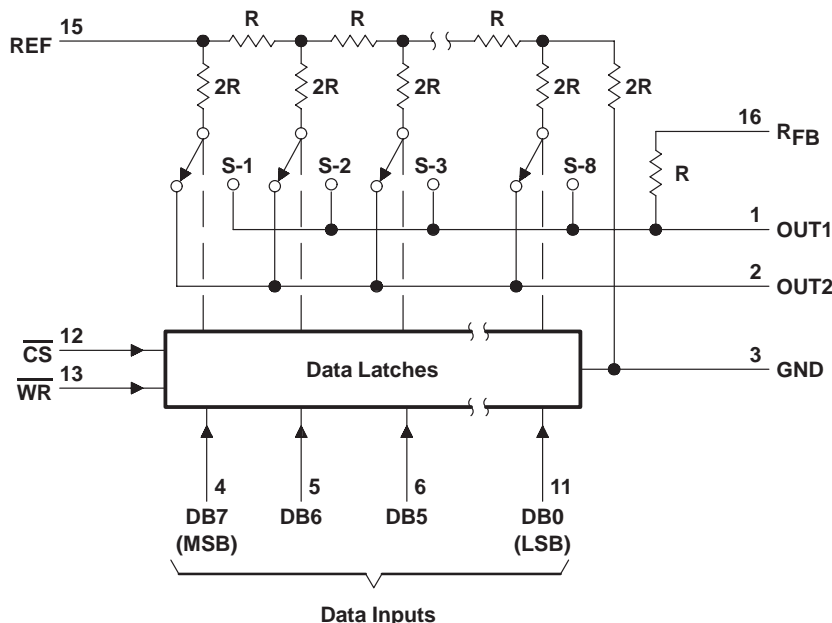 R R R
15
REF
2R 2R 2R 2R 2R
16
R
FB
S-1 S-2 S-3 S-8
R
1
OUT1
2
OUT2
12
CS
13
WR
Data Latches
3
GND
4 5 6 11
DB7 DB6 DB5 DB0
(MSB) (LSB)
Data Inputs